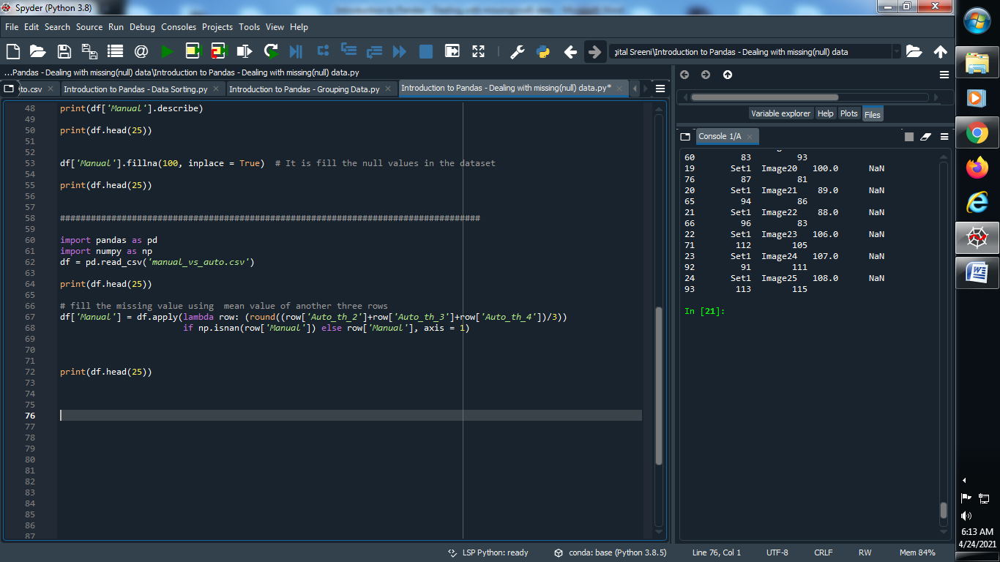 Spyder (Python 3.8)
File Edit Search Source Run Debug Consoles Projects Tools View Help
gital Sreeni\Introduction to Pandas - Dealing with missing(null) data
...Pandas - Dealing with missing(null) data\Introduction to Pandas - Dealing with missing(null) data.py
to.csv Introduction to Pandas - Data Sorting.py Introduction to Pandas - Grouping Data.py Introduction to Pandas - Dealing with missing(null) data.py*
48 print(df['Manual'].describe)
49
50 print(df.head(25))
51
52
53 df['Manual'].fillna(100, inplace = True)  # It is fill the null values in the dataset
54
55 print(df.head(25))
56
57
58 ##################################################################################
59
60 import pandas as pd
61 import numpy as np
62 df = pd.read_csv('manual_vs_auto.csv')
63
64 print(df.head(25))
65
66 # fill the missing value using  mean value of another three rows
67 df['Manual'] = df.apply(lambda row: (round((row['Auto_th_2']+row['Auto_th_3']+row['Auto_th_4'])/3))
68 if np.isnan(row['Manual']) else row['Manual'], axis = 1)
69
70
71
72 print(df.head(25))
73
74
75
76
77
78
79
80
81
82
83
84
85
86
87
Variable explorer Help Plots Files
Console 1/A
60 83 93
19 Set1 Image20 100.0 NaN
76 87 81
20 Set1 Image21 89.0 NaN
65 94 86
21 Set1 Image22 88.0 NaN
66 96 83
22 Set1 Image23 106.0 NaN
71 112 105
23 Set1 Image24 107.0 NaN
92 91 111
24 Set1 Image25 108.0 NaN
93 113 115
In [21]:
LSP Python: ready conda: base (Python 3.8.5) Line 76, Col 1 UTF-8 CRLF RW Mem 84%
6:13 AM
4/24/2021